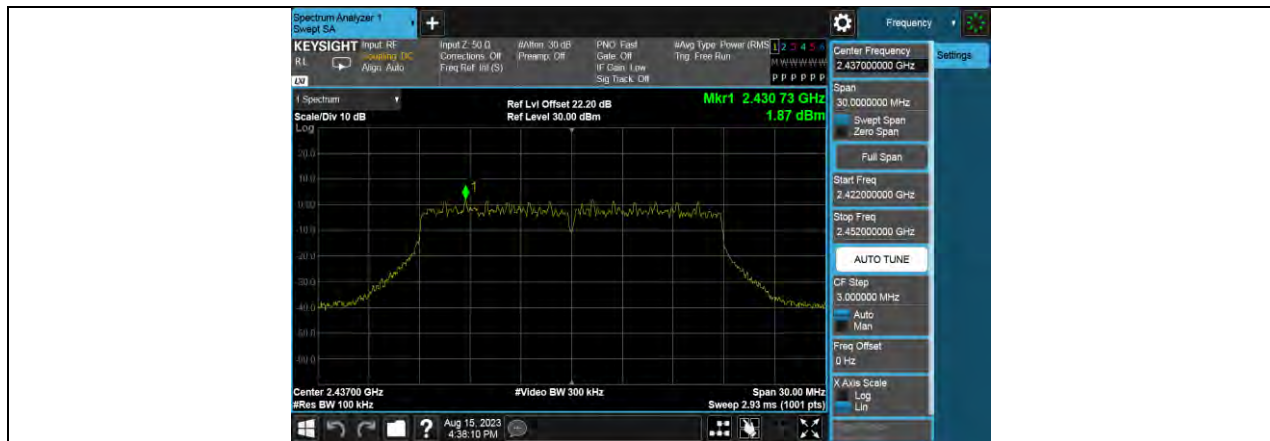 Spectrum Analyzer 1
Swept SA
Frequency
KEYSIGHT
Input: RF
Input Z: 50 Ω
#Atten: 30 dB
PNO: Fast
#Avg Type: Power (RMS
1 2 3 4 5 6
RL
Coupling: DC
Corrections: Off
Preamp: Off
Gate: Off
Trig: Free Run
Align: Auto
Freq Ref: Int (S)
IF Gain: Low
M W W W W W
Sig Track: Off
LXI
P P P P P P
Center Frequency
2.437000000 GHz
Settings
Span
30.0000000 MHz
Swept Span
Zero Span
Full Span
Start Freq
2.422000000 GHz
Stop Freq
2.452000000 GHz
AUTO TUNE
CF Step
3.000000 MHz
Auto
Man
Freq Offset
0 Hz
X Axis Scale
Log
Lin
1 Spectrum
Ref Lvl Offset 22.20 dB
Mkr1 2.430 73 GHz
Scale/Div 10 dB
Ref Level 30.00 dBm
1.87 dBm
Log
20.0
10.0
1
0.00
-10.0
-20.0
-30.0
-40.0
-50.0
-60.0
Center 2.43700 GHz
#Video BW 300 kHz
Span 30.00 MHz
#Res BW 100 kHz
Sweep 2.93 ms (1001 pts)
?
Aug 15, 2023
4:38:10 PM